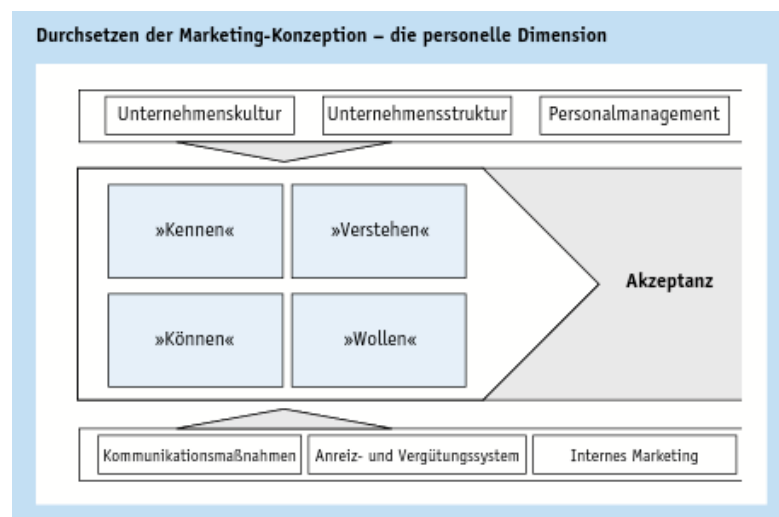 Durchsetzen der Marketing-Konzeption – die personelle Dimension
Unternehmenskultur
Unternehmensstruktur
Personalmanagement
»Kennen«
»Verstehen«
Akzeptanz
»Können«
»Wollen«
Kommunikationsmaßnahmen
Anreiz- und Vergütungssystem
Internes Marketing